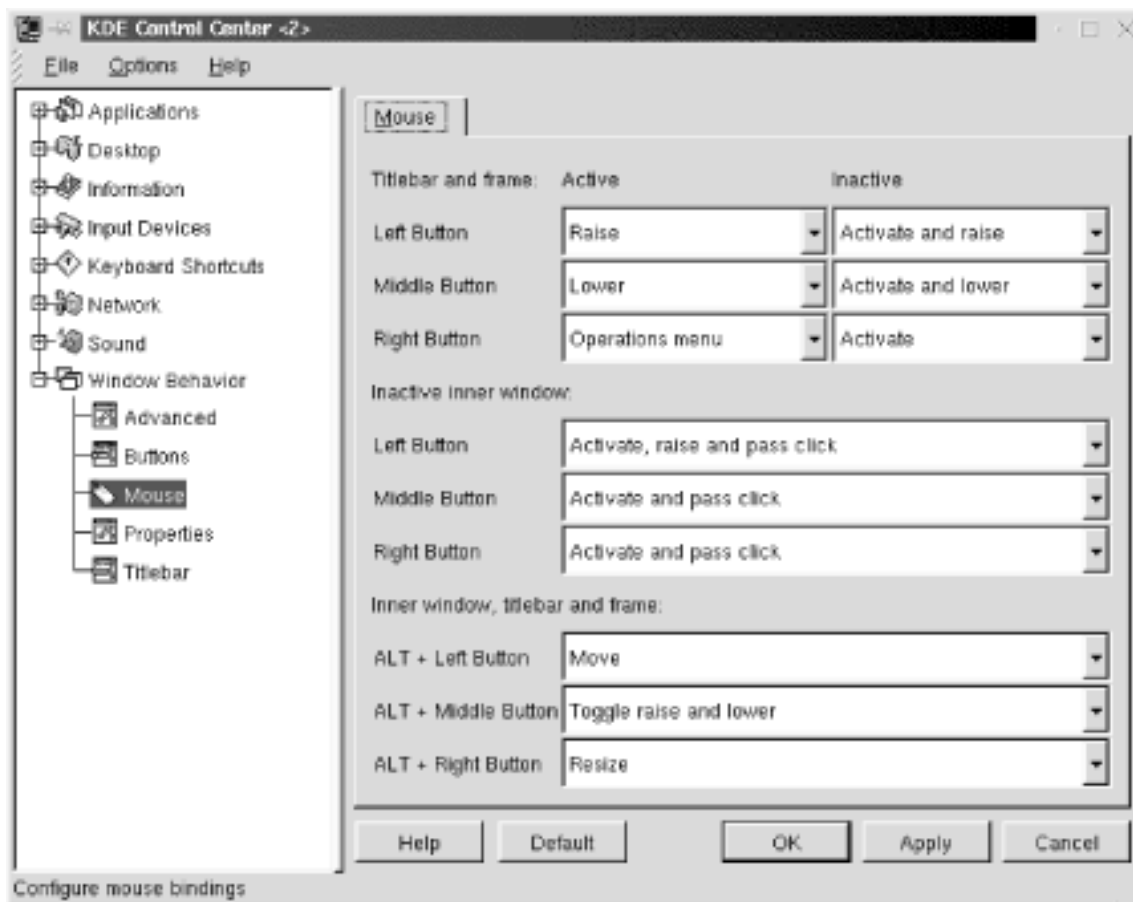 KDE Control Center <2>
File Options Help
Applications
Desktop
Information
Input Devices
Keyboard Shortcuts
Network
Sound
Window Behavior
Advanced
Buttons
Mouse
Properties
Titlebar
Mouse
Titlebar and frame: Active Inactive
Left Button Raise Activate and raise
Middle Button Lower Activate and lower
Right Button Operations menu Activate
Inactive inner window:
Left Button Activate, raise and pass click
Middle Button Activate and pass click
Right Button Activate and pass click
Inner window, titlebar and frame:
ALT + Left Button Move
ALT + Middle Button Toggle raise and lower
ALT + Right Button Resize
Help Default OK Apply Cancel
Configure mouse bindings